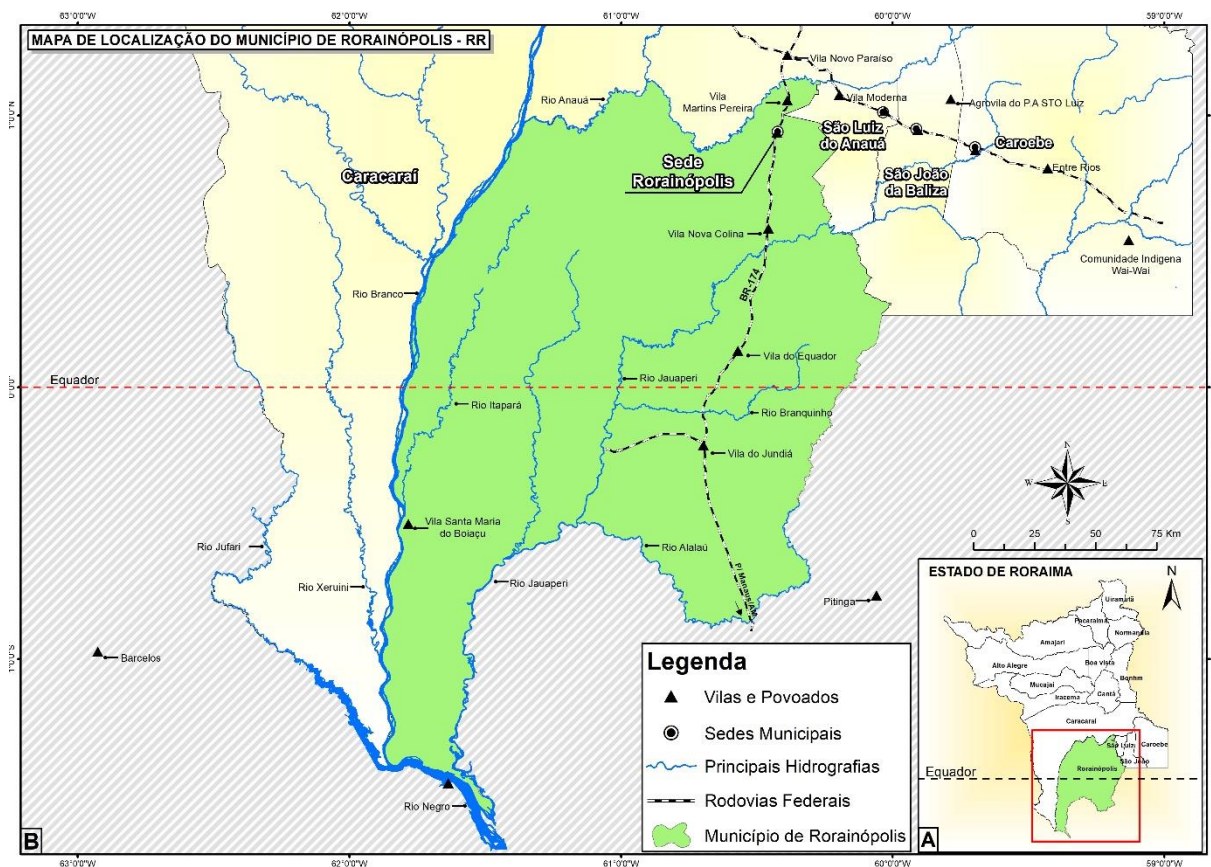 63°0'0"W
62°0'0"W
61°0'0"W
60°0'0"W
59°0'0"W
MAPA DE LOCALIZAÇÃO DO MUNICÍPIO DE RORAINÓPOLIS - RR
Vila Novo Paraíso
Rio Anauá
Vila
Martins Pereira
Vila Moderna
Agrovila do P.A STO Luiz
1°0'0"N
São Luiz
do Anauá
Caroebe
Sede
Rorainópolis
Caracaraí
São João
da Baliza
Entre Rios
Vila Nova Colina
Comunidade Indigena
Wai-Wai
BR-174
Rio Branco
Vila do Equador
Equador
0°0'0"
Rio Jauaperi
Rio Itapará
Rio Branquinho
Vila do Jundiá
N
W
E
S
Vila Santa Maria
do Boiaçu
0
25
50
75 Km
Rio Jufari
Rio Alalaú
Rio Xeruini
Rio Jauaperi
P/ Manaus/AM
Pitinga
Barcelos
1°0'0"S
Rio Negro
B
Legenda
Vilas e Povoados
Sedes Municipais
Principais Hidrografias
Rodovias Federais
Município de Rorainópolis
ESTADO DE RORAIMA
N
Uiramutã
Pacaraima
Normandia
Amajari
Alto Alegre
Boa vista
Bonfim
Mucajaí
Cantá
Iracema
Caracaraí
São Luiz
Caroebe
Rorainópolis
São João
Equador
A
63°0'0"W
62°0'0"W
61°0'0"W
60°0'0"W
59°0'0"W